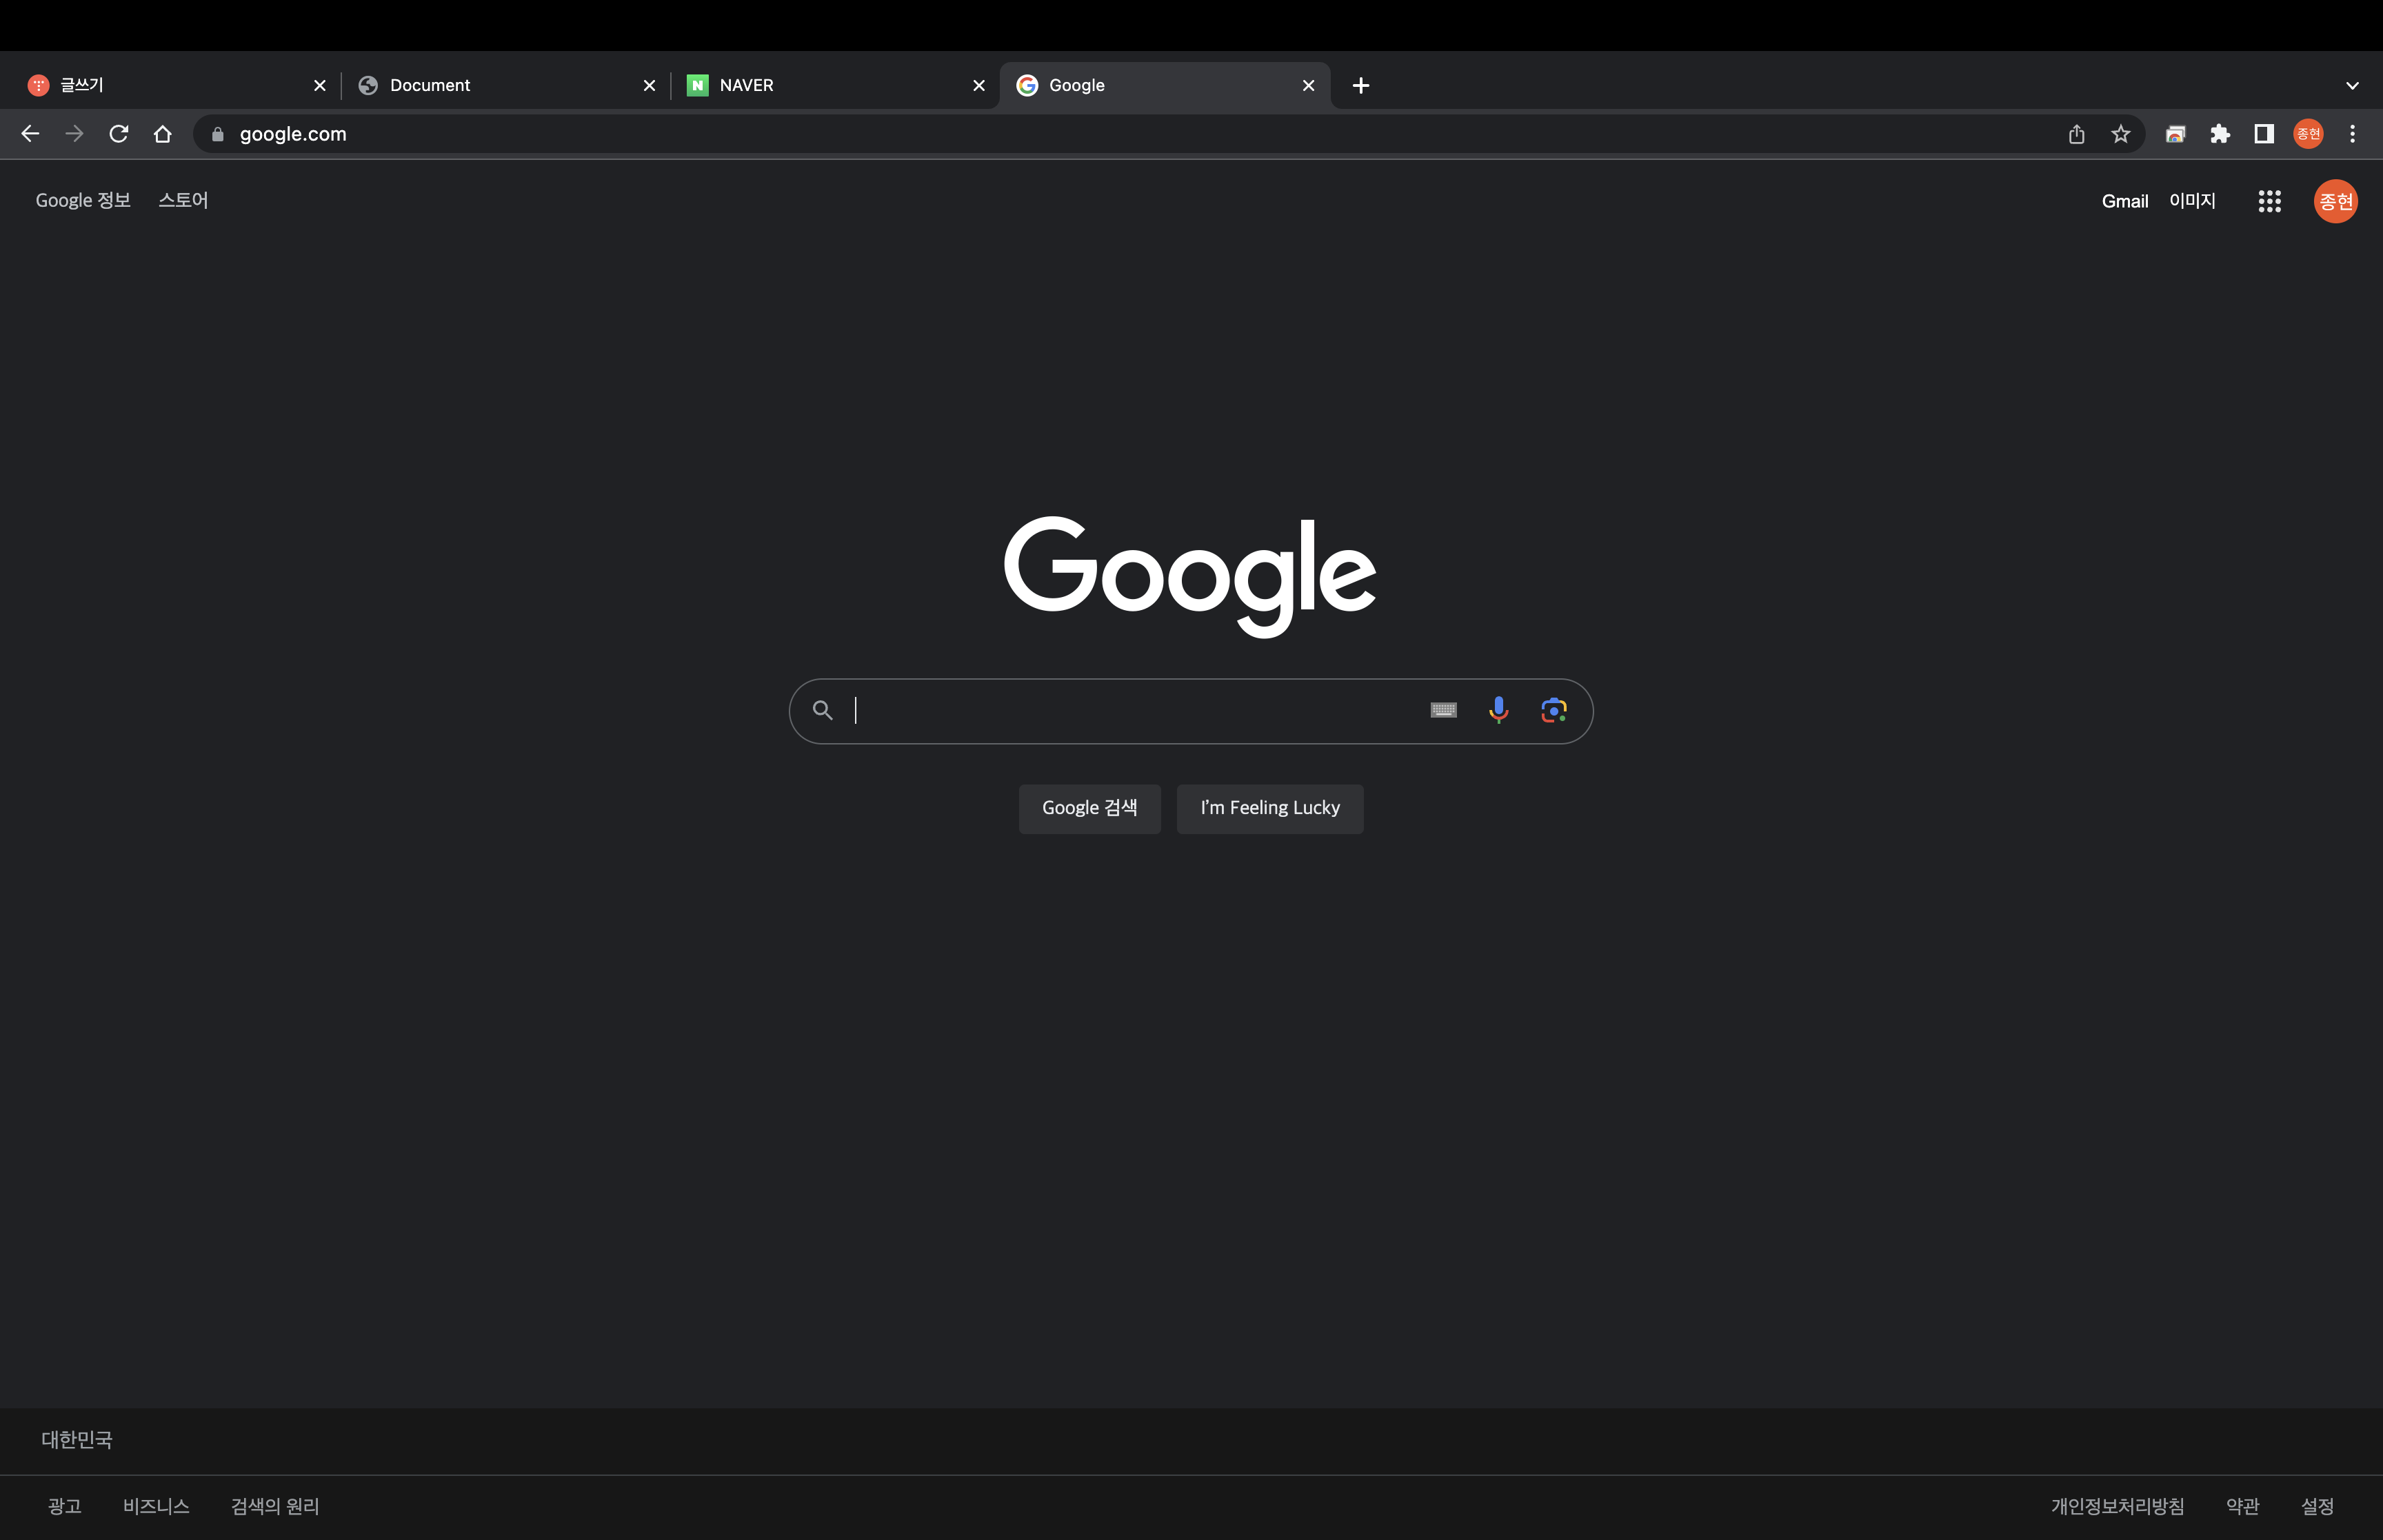 글쓰기 Document NAVER Google
google.com 종현
Google 정보 스토어 Gmail 이미지 종현
Google
Google 검색 I'm Feeling Lucky
대한민국
광고 비즈니스 검색의 원리 개인정보처리방침 약관 설정